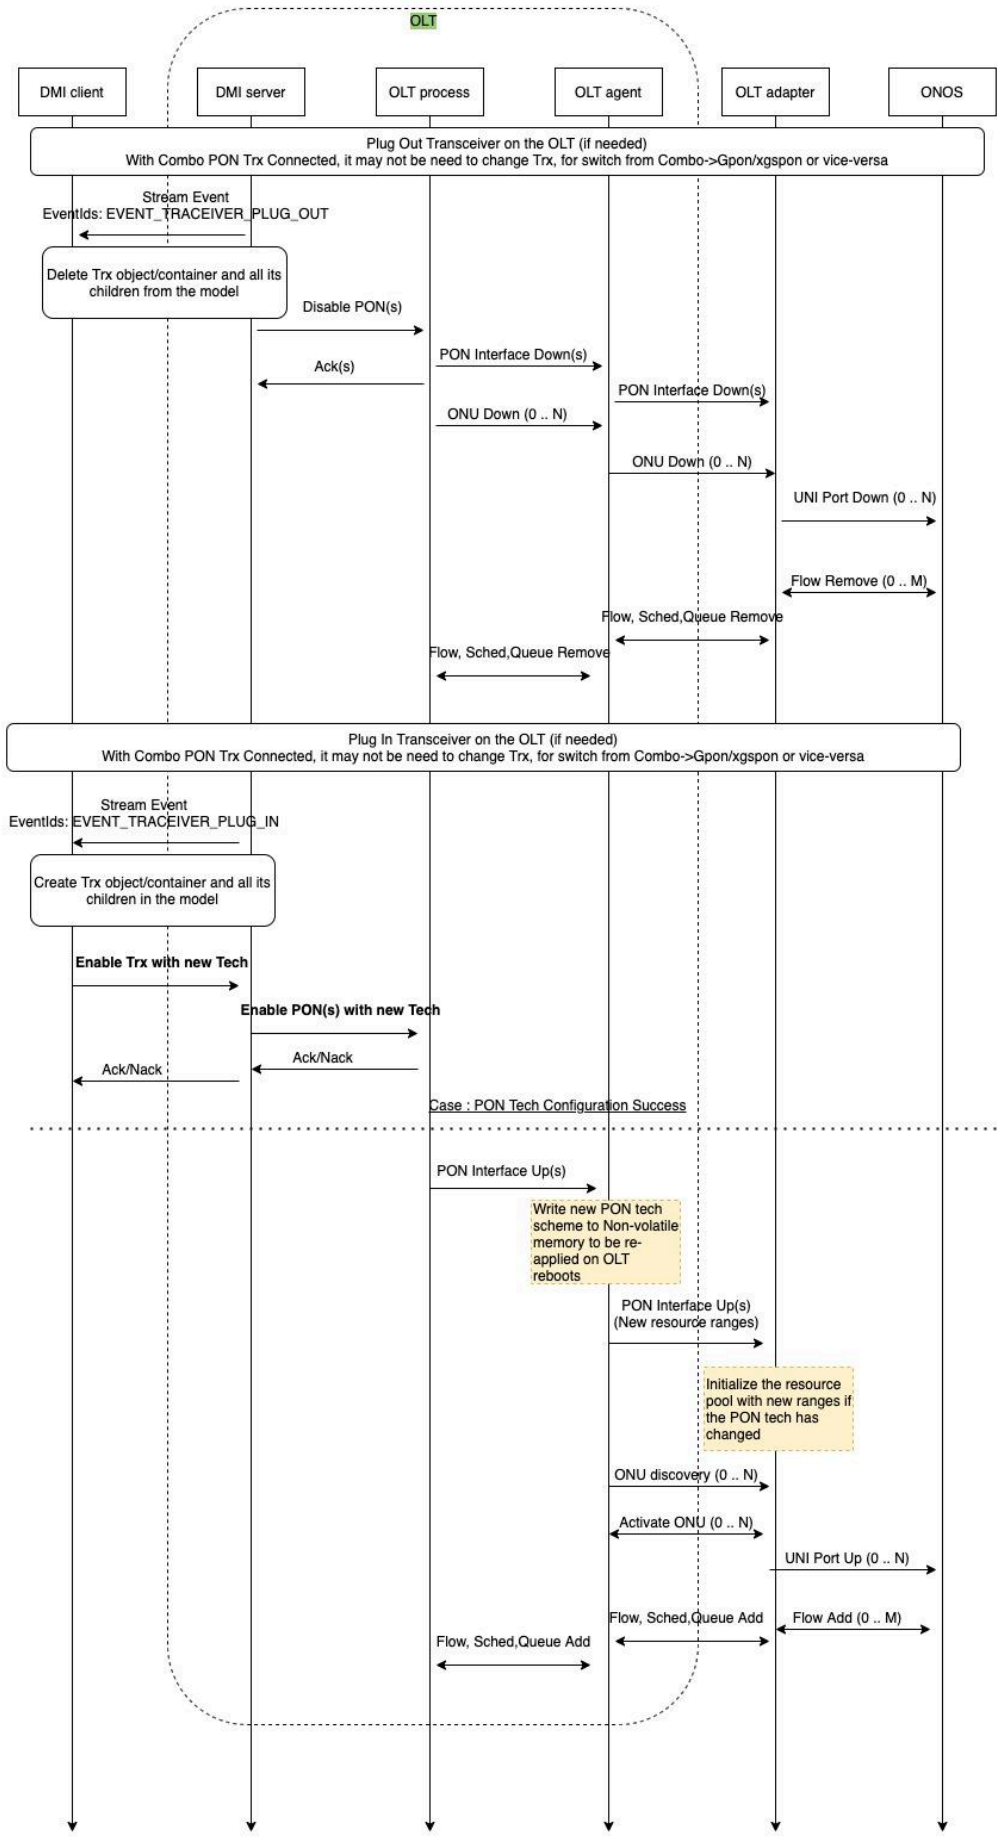 OLT
DMI client
DMI server
OLT process
OLT agent
OLT adapter
ONOS
Plug Out Transceiver on the OLT (if needed)
With Combo PON Trx Connected, it may not be need to change Trx, for switch from Combo->Gpon/xgspon or vice-versa
Stream Event
EventIds: EVENT_TRACEIVER_PLUG_OUT
Delete Trx object/container and all its
children from the model
Disable PON(s)
PON Interface Down(s)
Ack(s)
PON Interface Down(s)
ONU Down (0 .. N)
ONU Down (0 .. N)
UNI Port Down (0 .. N)
Flow Remove (0 .. M)
Flow, Sched,Queue Remove
Flow, Sched,Queue Remove
Plug In Transceiver on the OLT (if needed)
With Combo PON Trx Connected, it may not be need to change Trx, for switch from Combo->Gpon/xgspon or vice-versa
Stream Event
EventIds: EVENT_TRACEIVER_PLUG_IN
Create Trx object/container and all its
children in the model
Enable Trx with new Tech
Enable PON(s) with new Tech
Ack/Nack
Ack/Nack
Case : PON Tech Configuration Success
PON Interface Up(s)
Write new PON tech
scheme to Non-volatile
memory to be re-
applied on OLT
reboots
PON Interface Up(s)
(New resource ranges)
Initialize the resource
pool with new ranges if
the PON tech has
changed
ONU discovery (0 .. N)
Activate ONU (0 .. N)
UNI Port Up (0 .. N)
Flow, Sched,Queue Add
Flow Add (0 .. M)
Flow, Sched,Queue Add